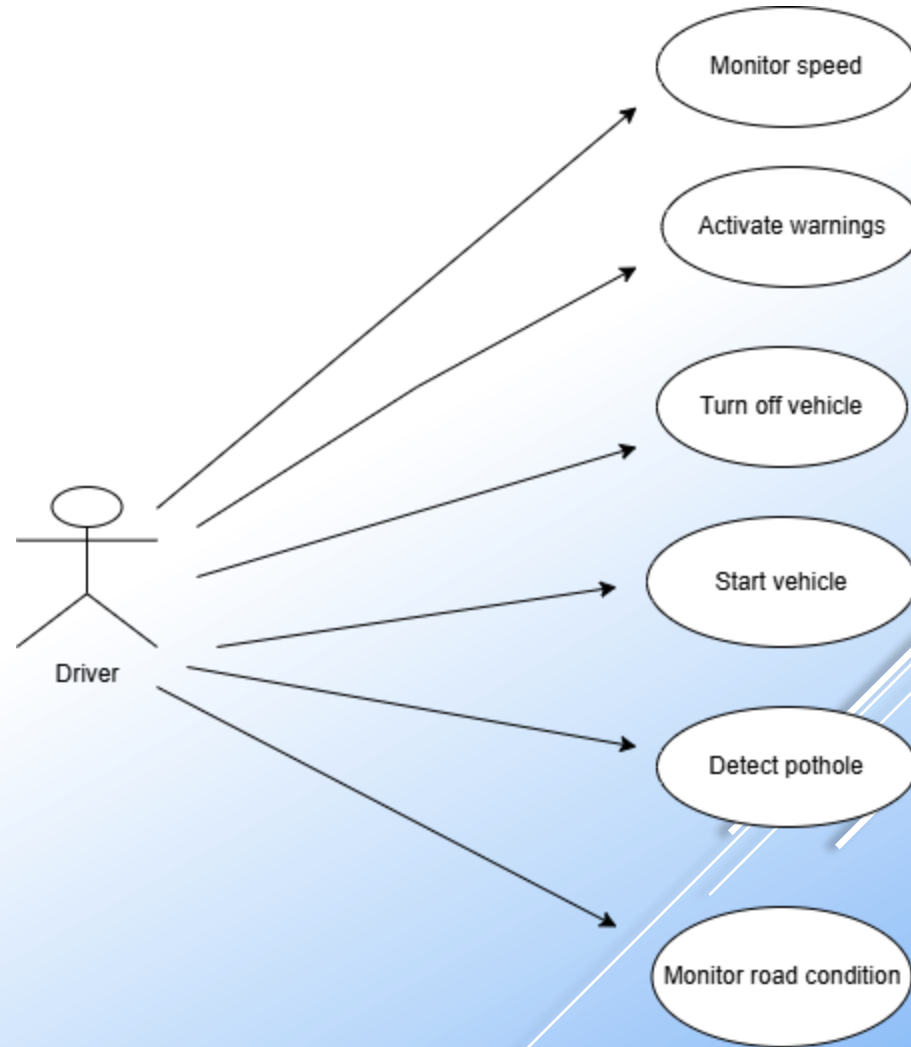 Monitor speed
Activate warnings
Turn off vehicle
Start vehicle
Driver
Detect pothole
Monitor road condition